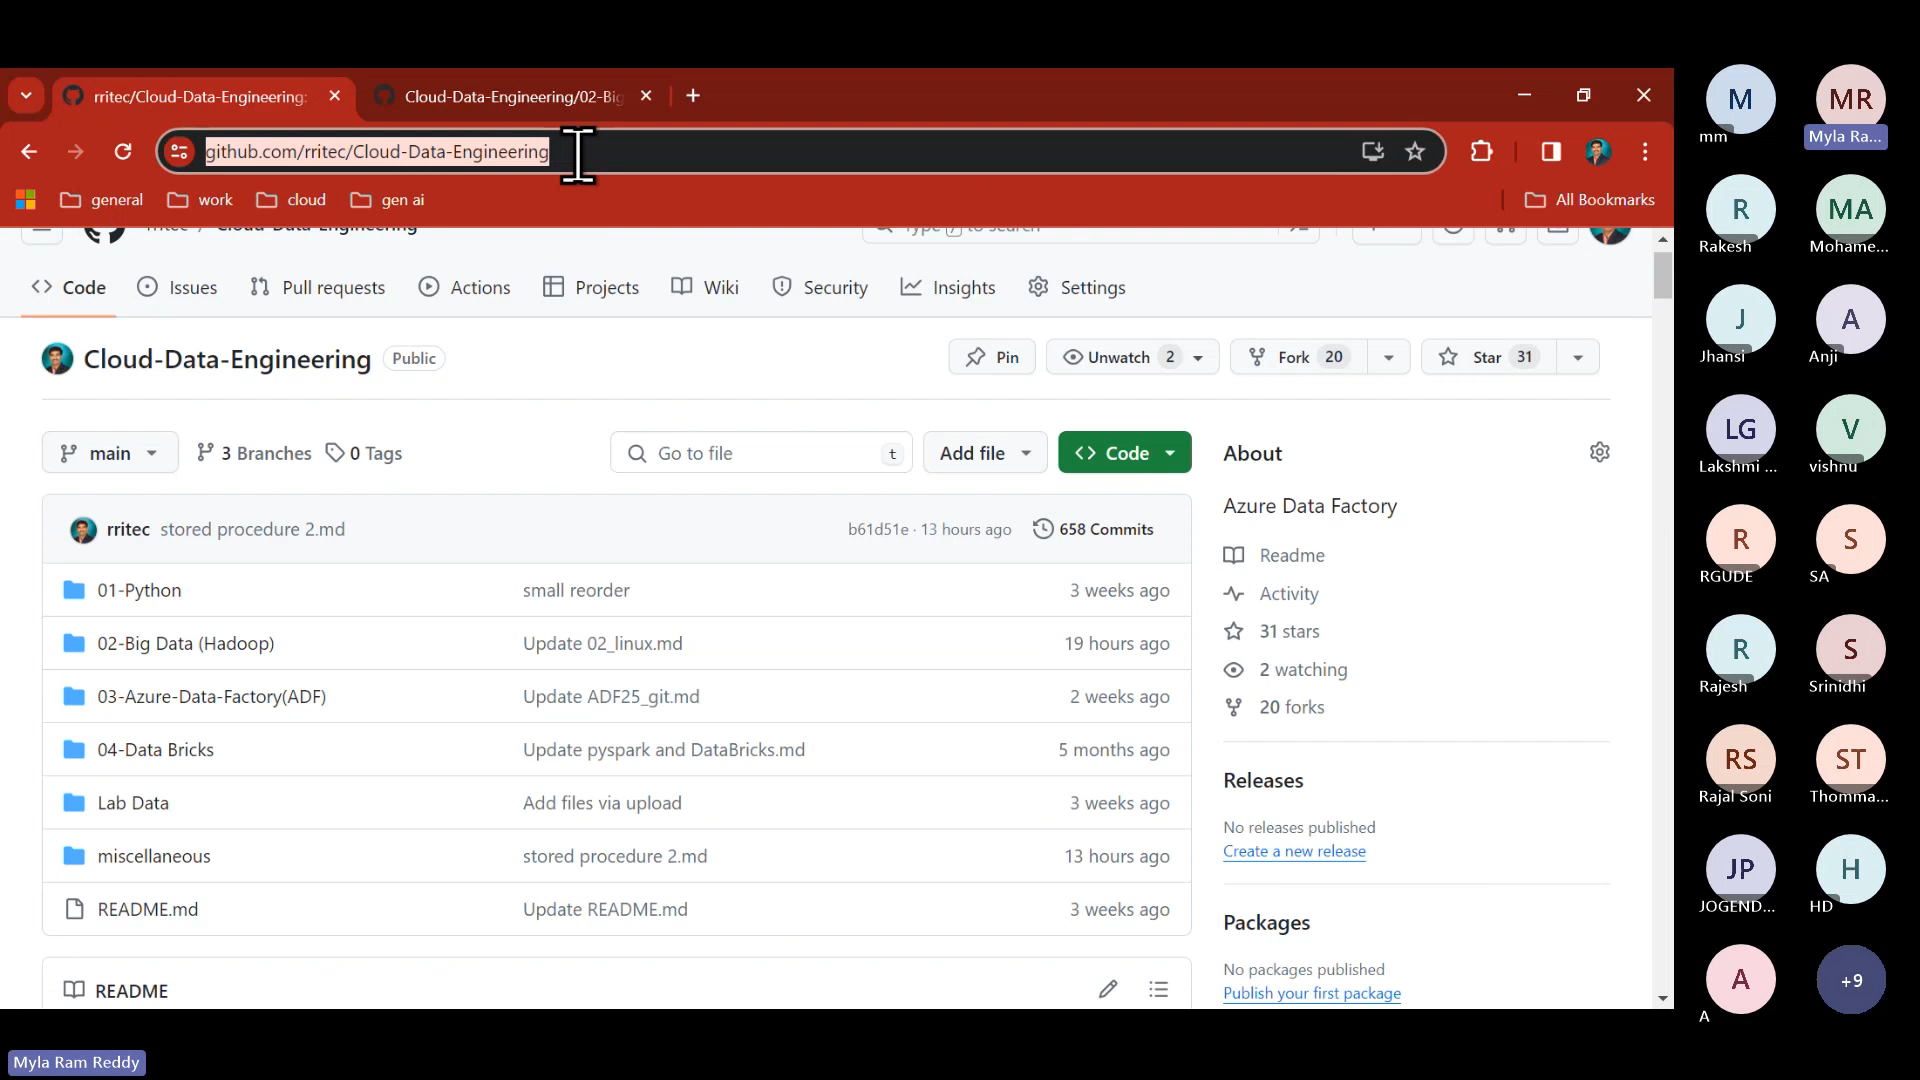 rritec/Cloud-Data-Engineering:
Cloud-Data-Engineering/02-Big
github.com/rritec/Cloud-Data-Engineering
general
work
cloud
gen ai
All Bookmarks
rritec / Cloud-Data-Engineering
Type / to search
Code
Issues
Pull requests
Actions
Projects
Wiki
Security
Insights
Settings
Cloud-Data-Engineering
Public
Pin
Unwatch 2
Fork 20
Star 31
main
3 Branches
0 Tags
Go to file
t
Add file
Code
rritec stored procedure 2.md
b61d51e · 13 hours ago
658 Commits
01-Python small reorder 3 weeks ago
02-Big Data (Hadoop) Update 02_linux.md 19 hours ago
03-Azure-Data-Factory(ADF) Update ADF25_git.md 2 weeks ago
04-Data Bricks Update pyspark and DataBricks.md 5 months ago
Lab Data Add files via upload 3 weeks ago
miscellaneous stored procedure 2.md 13 hours ago
README.md Update README.md 3 weeks ago
README
About
Azure Data Factory
Readme
Activity
31 stars
2 watching
20 forks
Releases
No releases published
Create a new release
Packages
No packages published
Publish your first package
M MR
mm Myla Ra...
R MA
Rakesh Mohame...
J A
Jhansi Anji
LG V
Lakshmi ... vishnu
R S
RGUDE SA
R S
Rajesh Srinidhi
RS ST
Rajal Soni Thomma...
JP H
JOGEND... HD
A +9
A
Myla Ram Reddy